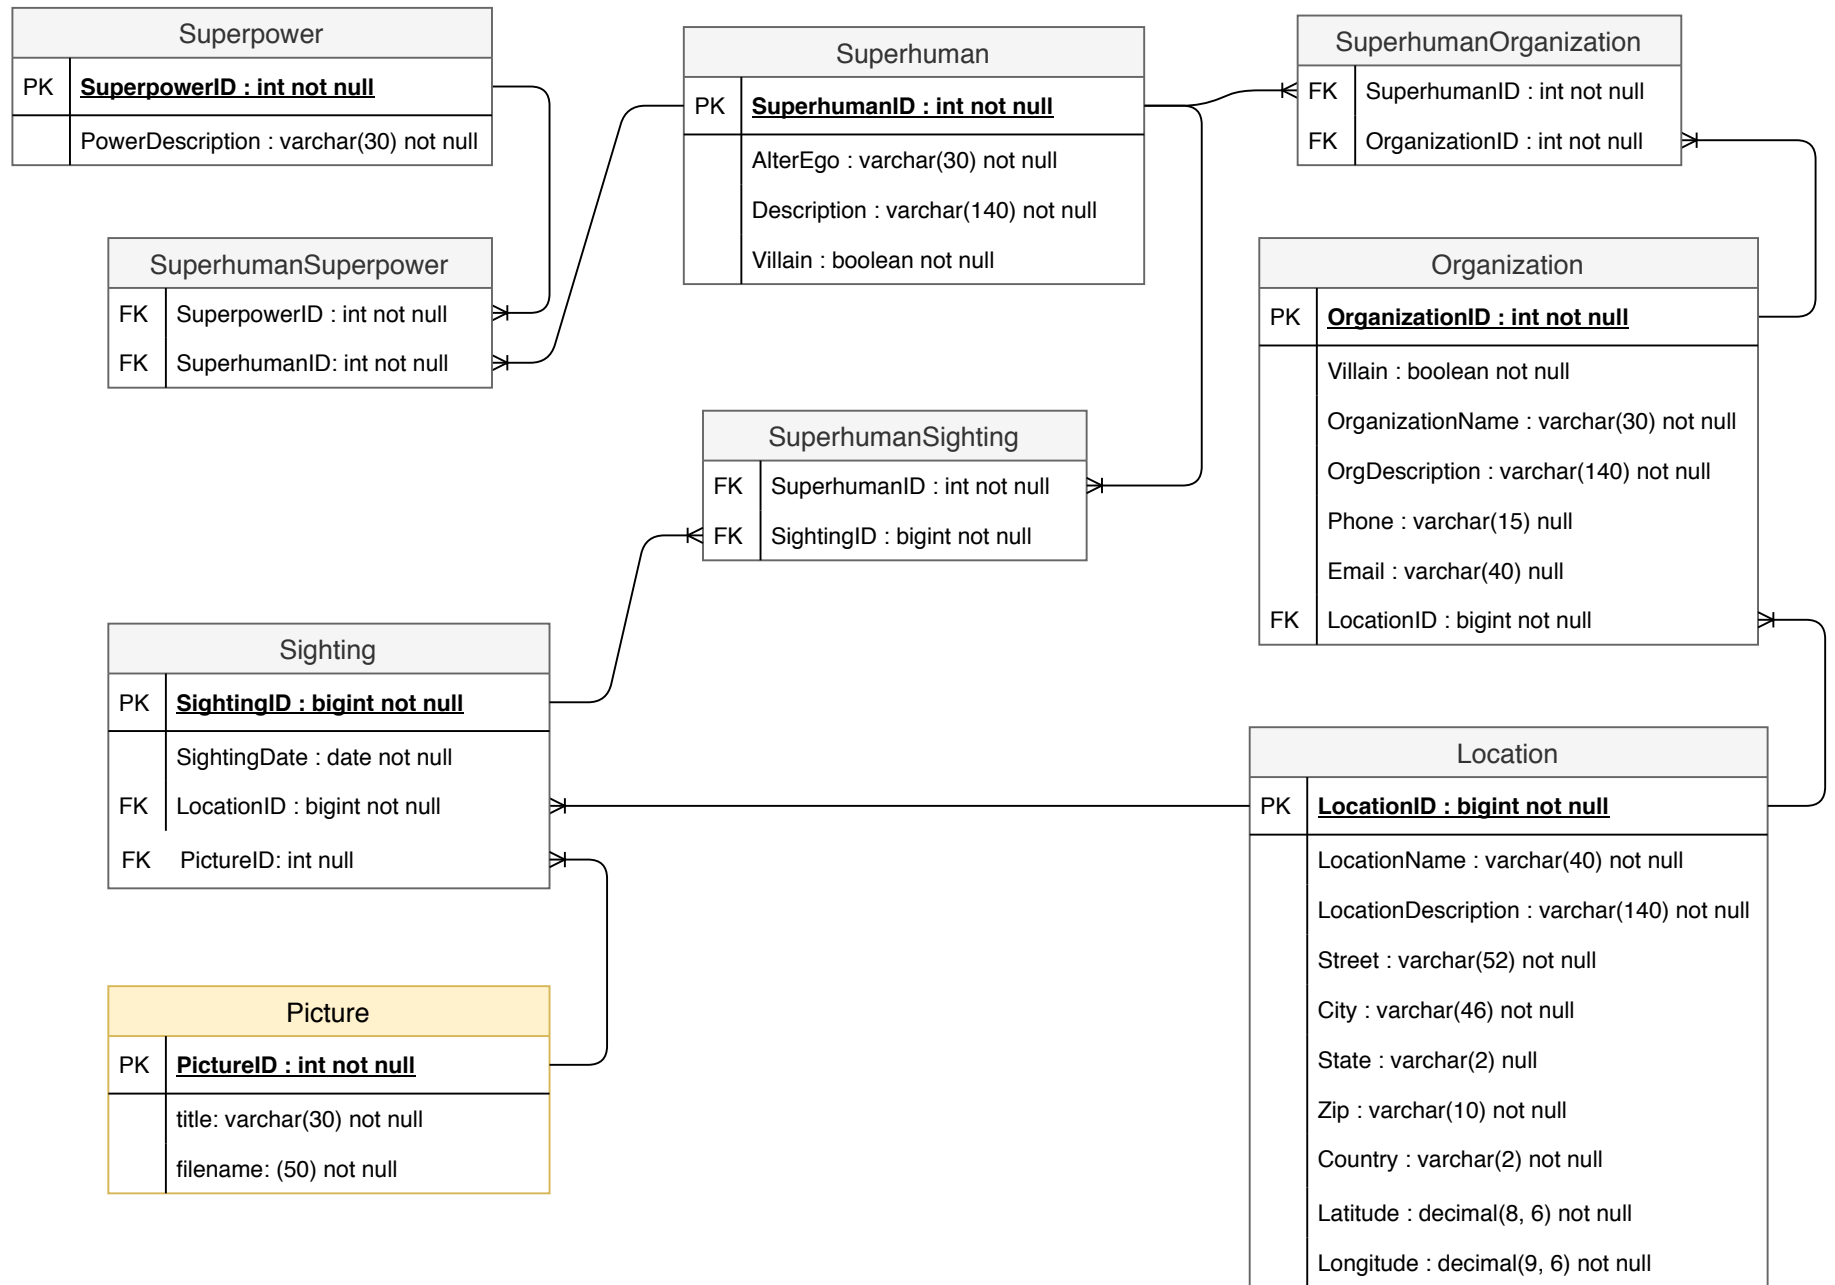 Superpower
PK SuperpowerID : int not null
PowerDescription : varchar(30) not null
Superhuman
PK SuperhumanID : int not null
AlterEgo : varchar(30) not null
Description : varchar(140) not null
Villain : boolean not null
SuperhumanOrganization
FK SuperhumanID : int not null
FK OrganizationID : int not null
SuperhumanSuperpower
FK SuperpowerID : int not null
FK SuperhumanID: int not null
Organization
PK OrganizationID : int not null
Villain : boolean not null
OrganizationName : varchar(30) not null
OrgDescription : varchar(140) not null
Phone : varchar(15) null
Email : varchar(40) null
FK LocationID : bigint not null
SuperhumanSighting
FK SuperhumanID : int not null
FK SightingID : bigint not null
Sighting
PK SightingID : bigint not null
SightingDate : date not null
FK LocationID : bigint not null
FK PictureID: int null
Location
PK LocationID : bigint not null
LocationName : varchar(40) not null
LocationDescription : varchar(140) not null
Street : varchar(52) not null
City : varchar(46) not null
State : varchar(2) null
Zip : varchar(10) not null
Country : varchar(2) not null
Latitude : decimal(8, 6) not null
Longitude : decimal(9, 6) not null
Picture
PK PictureID : int not null
title: varchar(30) not null
filename: (50) not null